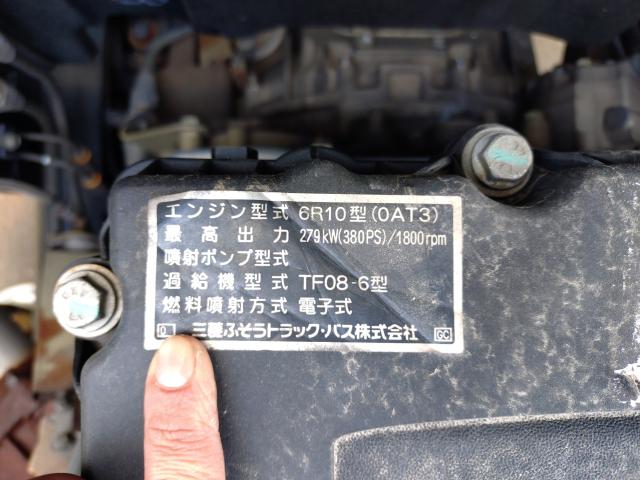 エンジン型式 6R10型(0AT3)
最高出力 279kW(380PS)/1800rpm
噴射ポンプ型式
過給機型式 TF08-6型
燃料噴射方式 電子式
0 三菱ふそうトラック・バス株式会社 GC